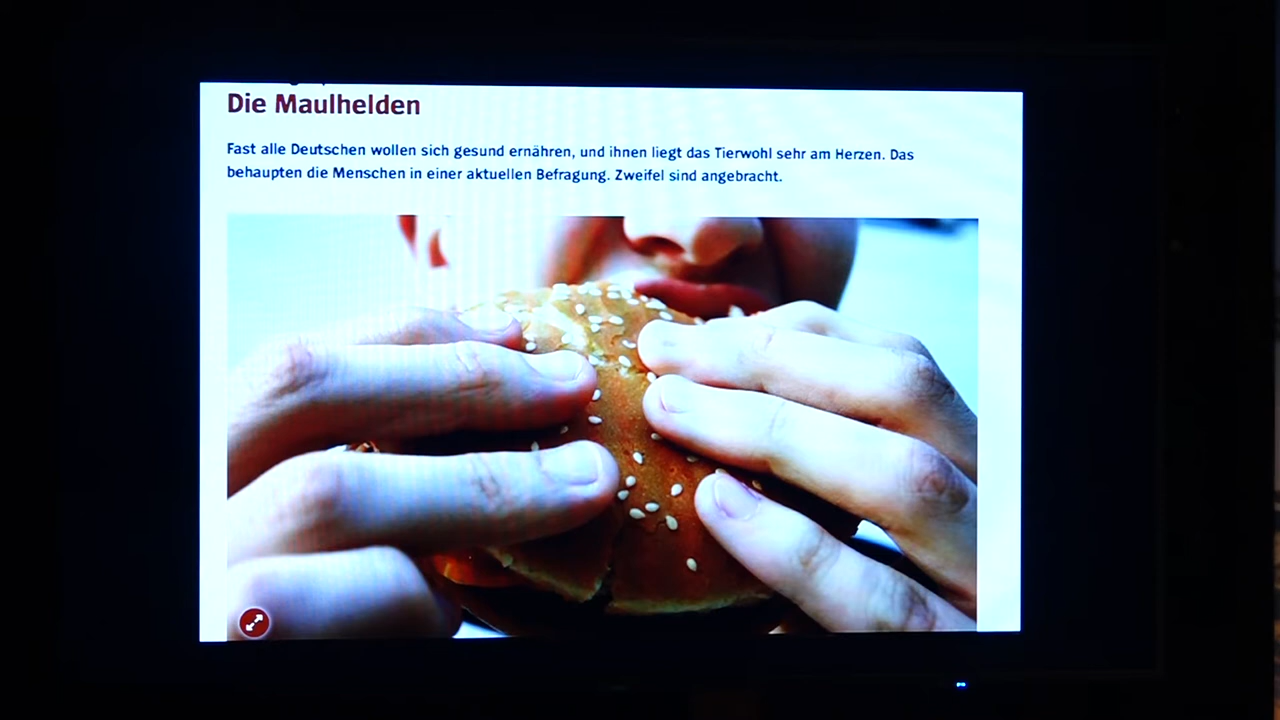 Die Maulhelden
Fast alle Deutschen wollen sich gesund ernähren, und ihnen liegt das Tierwohl sehr am Herzen. Das
behaupten die Menschen in einer aktuellen Befragung. Zweifel sind angebracht.